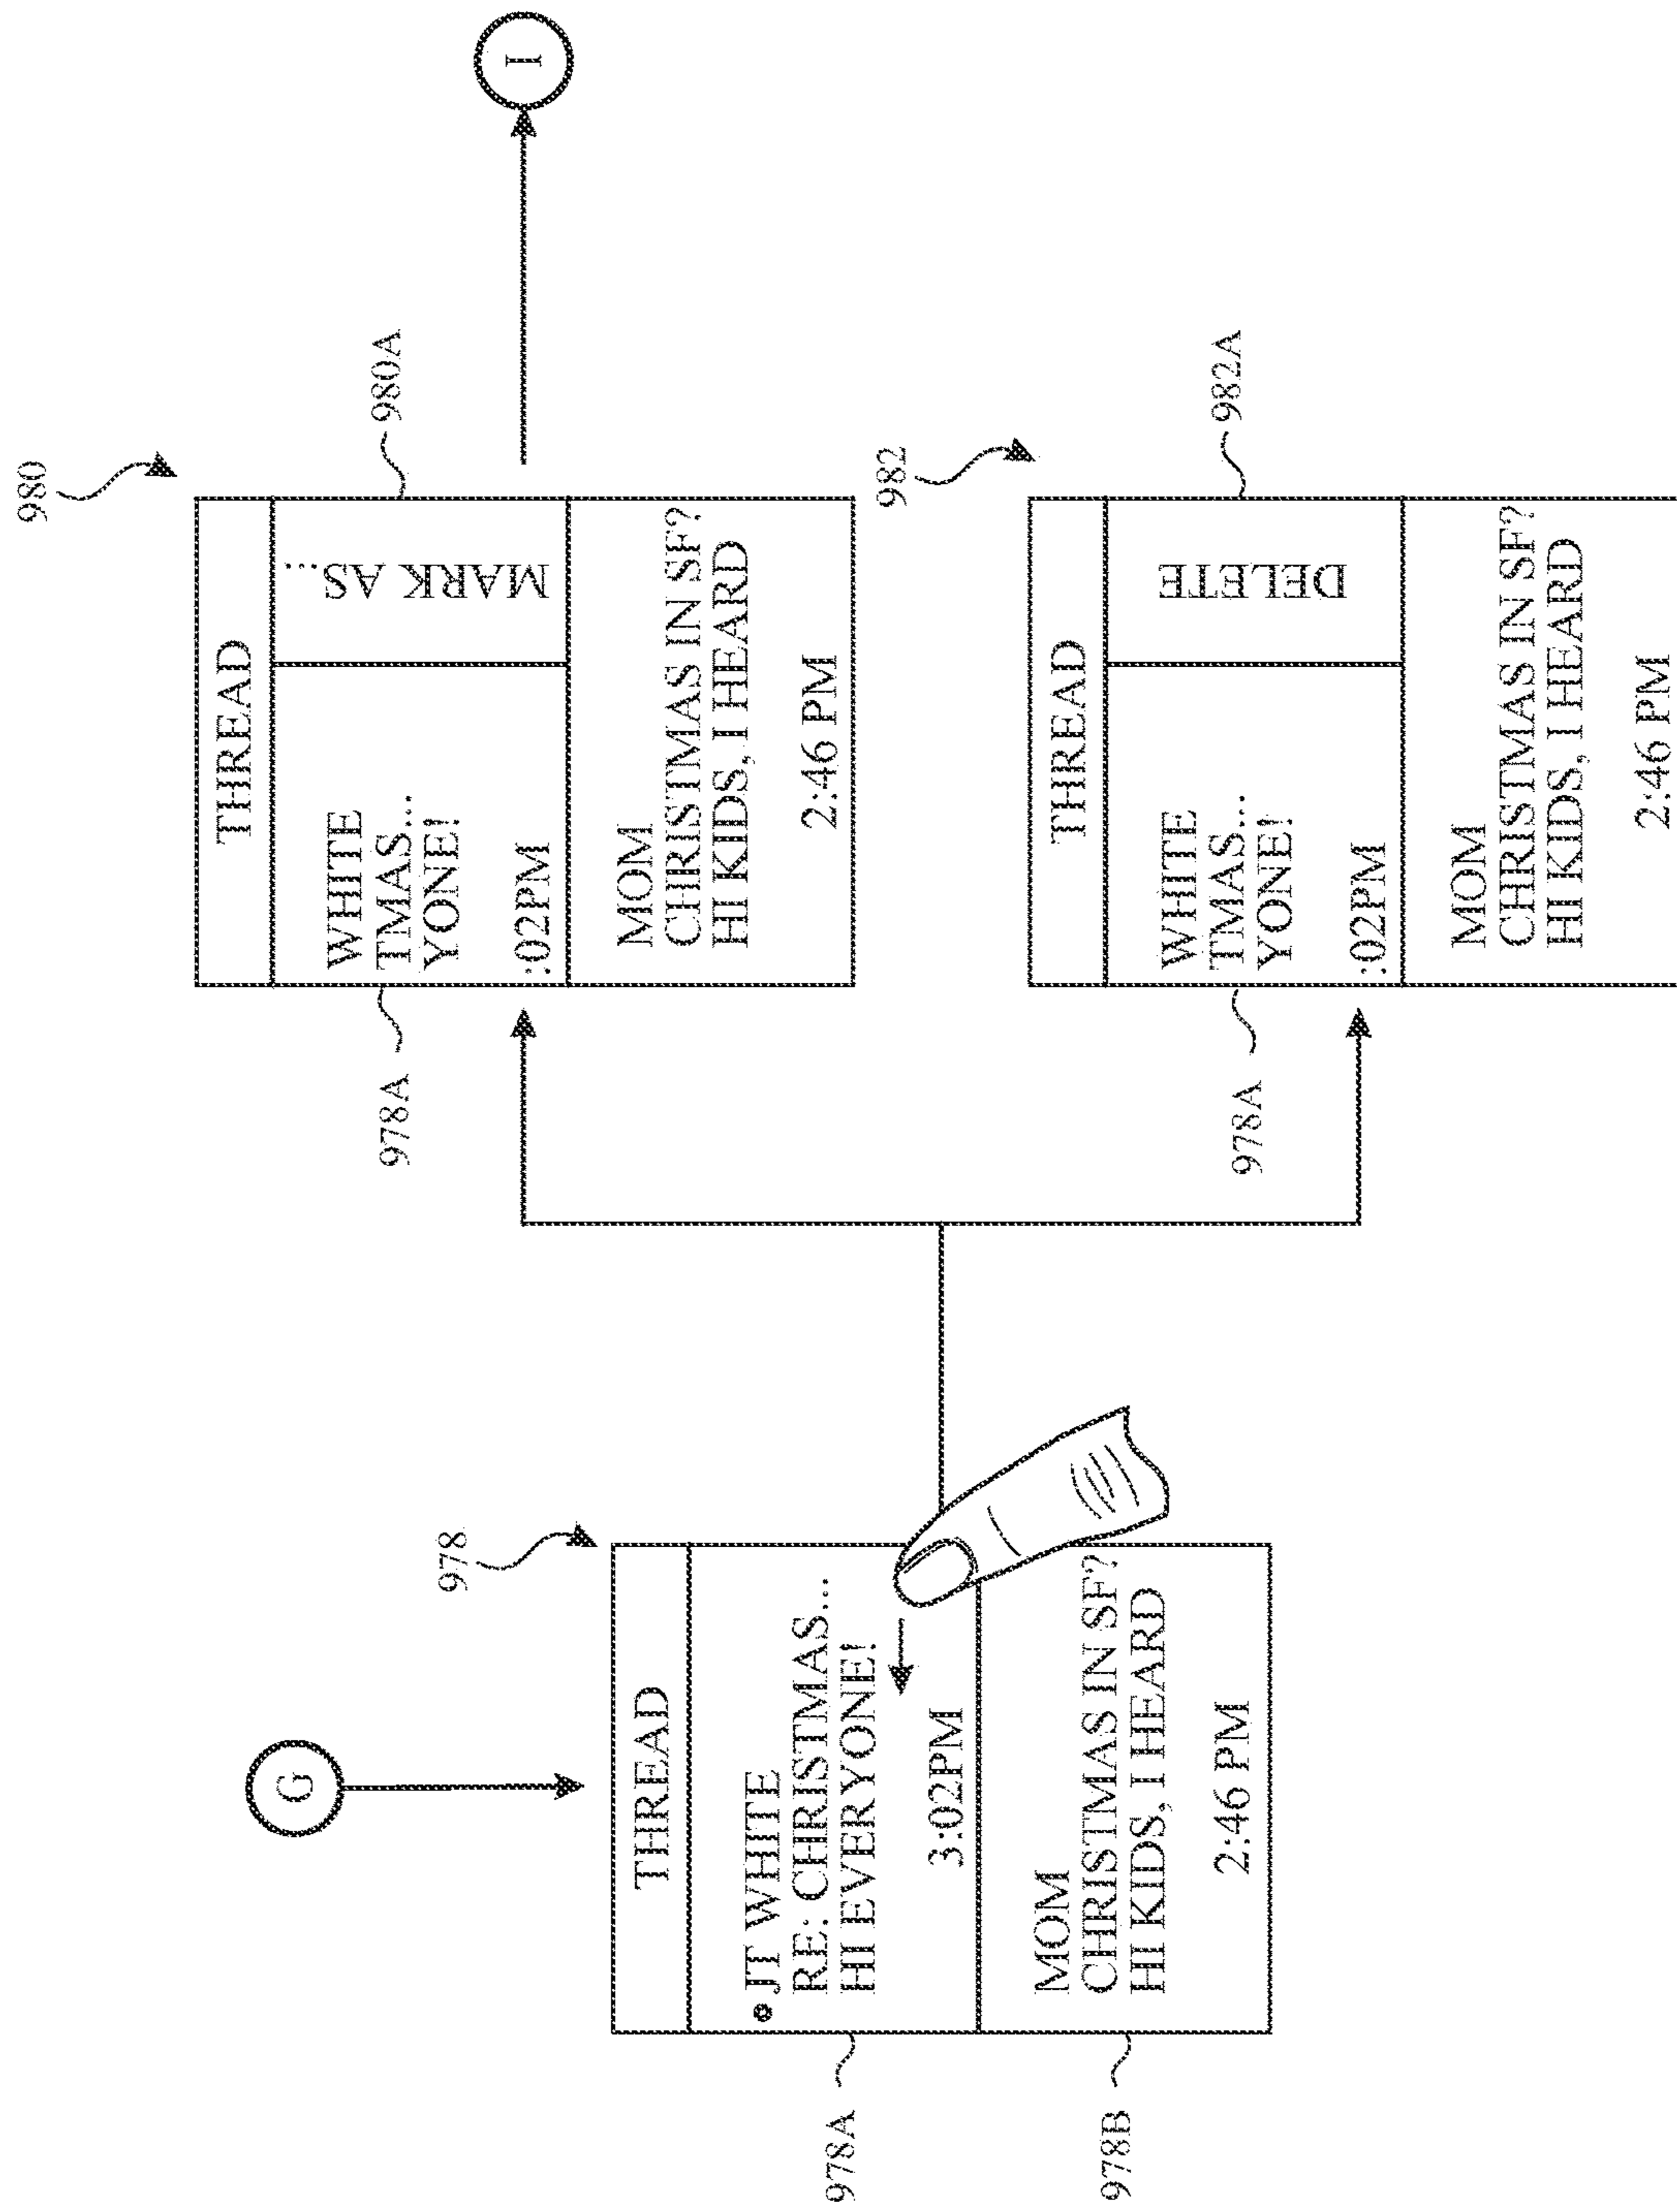 G
978
THREAD
JT WHITE
RE: CHRISTMAS...
HI EVERYONE!
3:02PM
MOM
CHRISTMAS IN SF?
HI KIDS, I HEARD
2:46 PM
978A
978B
980
THREAD
WHITE
TMAS...
YONE!
:02PM
MARK AS...
MOM
CHRISTMAS IN SF?
HI KIDS, I HEARD
2:46 PM
978A
980A
I
982
THREAD
WHITE
TMAS...
YONE!
:02PM
DELETE
MOM
CHRISTMAS IN SF?
HI KIDS, I HEARD
2:46 PM
978A
982A